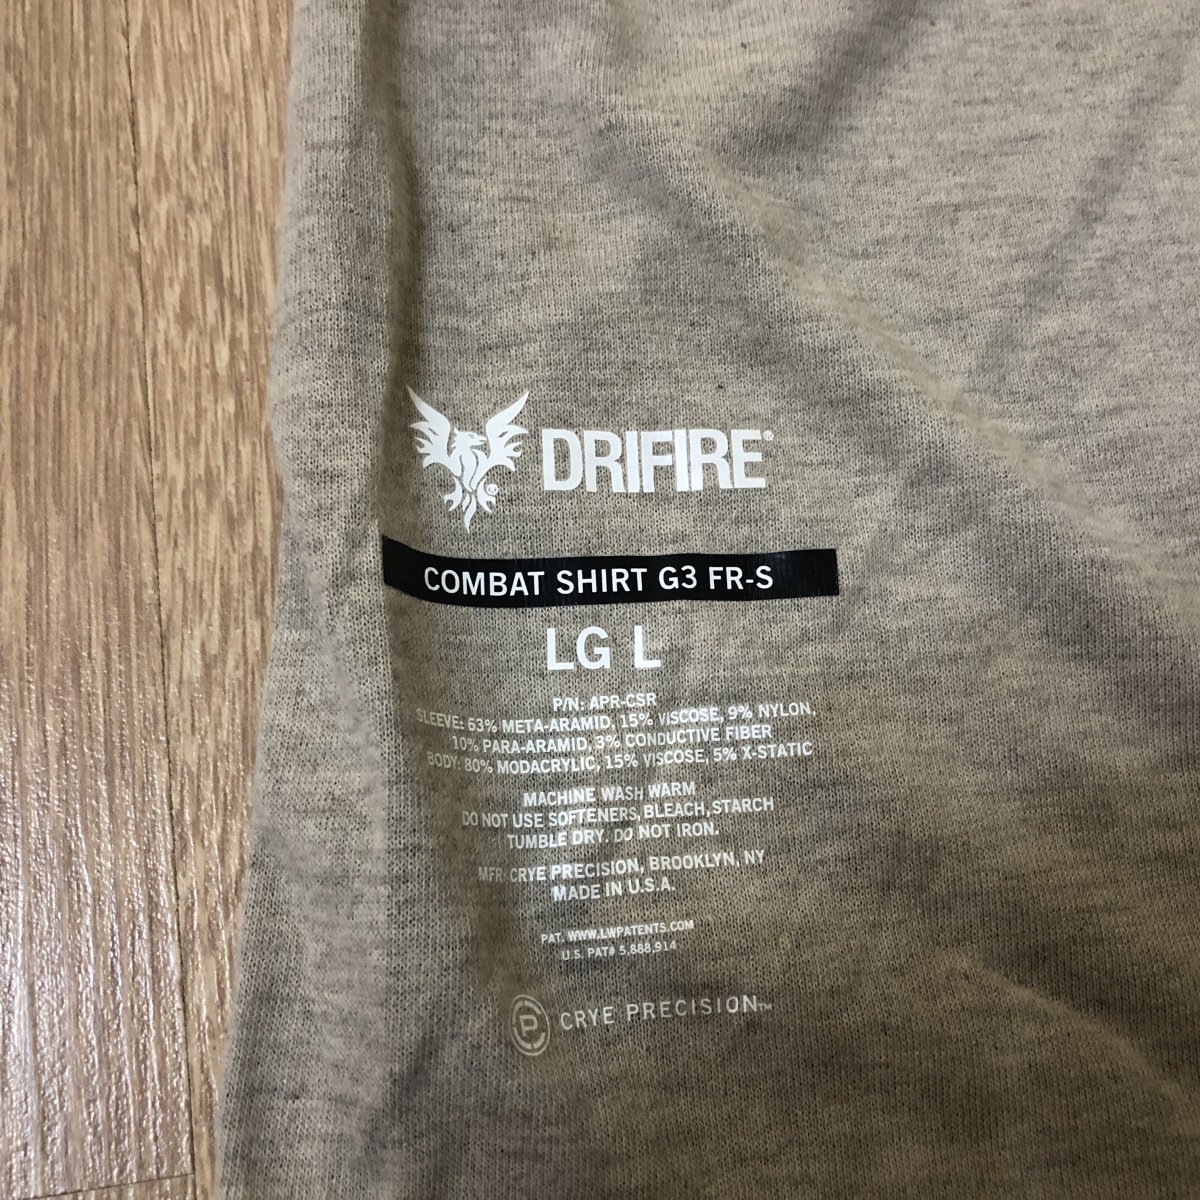 DRIFIRE®
COMBAT SHIRT G3 FR-S
LG L
P/N: APR-CSR
SLEEVE: 63% META-ARAMID, 15% VISCOSE, 9% NYLON,
10% PARA-ARAMID, 3% CONDUCTIVE FIBER
BODY: 80% MODACRYLIC, 15% VISCOSE, 5% X-STATIC
MACHINE WASH WARM
DO NOT USE SOFTENERS, BLEACH, STARCH
TUMBLE DRY. DO NOT IRON.
MFR. CRYE PRECISION, BROOKLYN, NY
MADE IN U.S.A.
PAT. WWW.LWPATENTS.COM
U.S. PAT# 5,888,914
CRYE PRECISION™